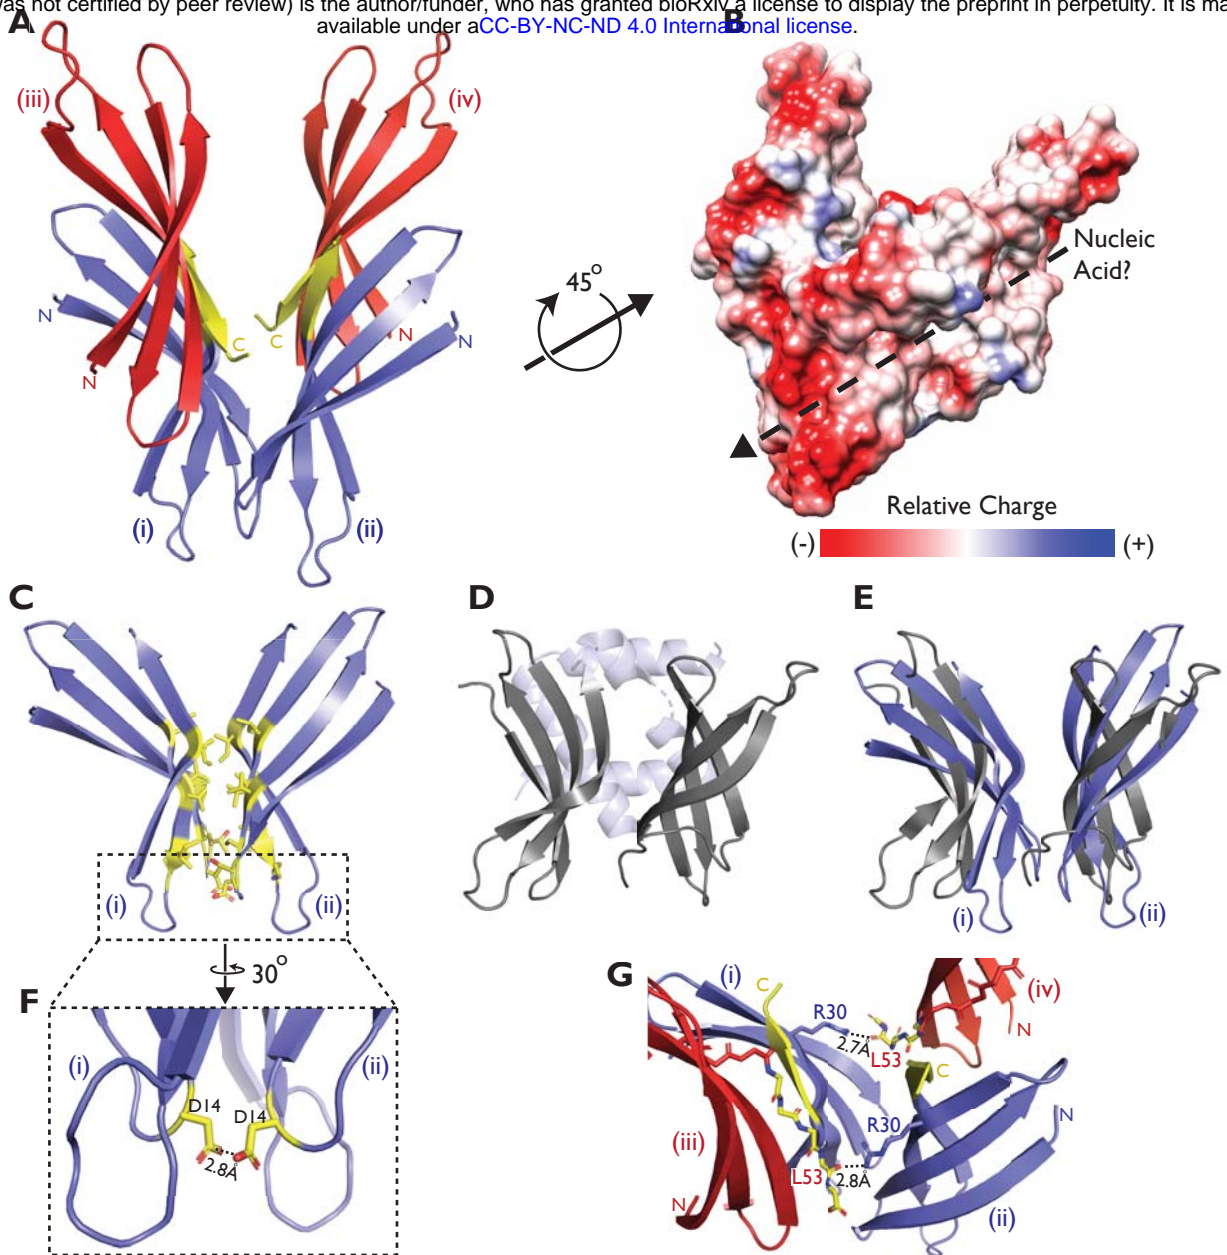 was not certified by peer review) is the author/funder, who has granted bioRxiv a license to display the preprint in perpetuity. It is ma
available under aCC-BY-NC-ND 4.0 International license.
A
B
(iii)
(iv)
N
C
C
N
N
N
(i)
(ii)
45°
Nucleic
Acid?
Relative Charge
(-)
(+)
C
D
E
(i)
(ii)
(i)
(ii)
30°
F
(i)
(ii)
D14
D14
2.8Å
G
(i)
C
R30
(iv)
N
2.7Å
L53
C
R30
N
(iii)
L53
2.8Å
N
(ii)